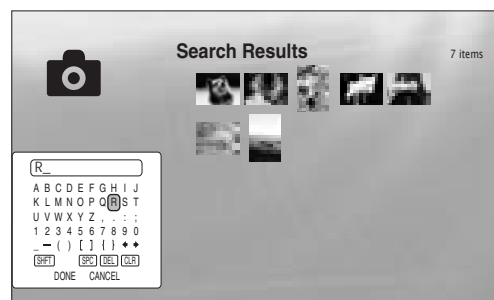 Search Results
7 items
R_
A B C D E F G H I J
K L M N O P Q R S T
U V W X Y Z , . : ;
1 2 3 4 5 6 7 8 9 0
_ – ( ) [ ] { }
SHFT SPC DEL CLR
DONE CANCEL